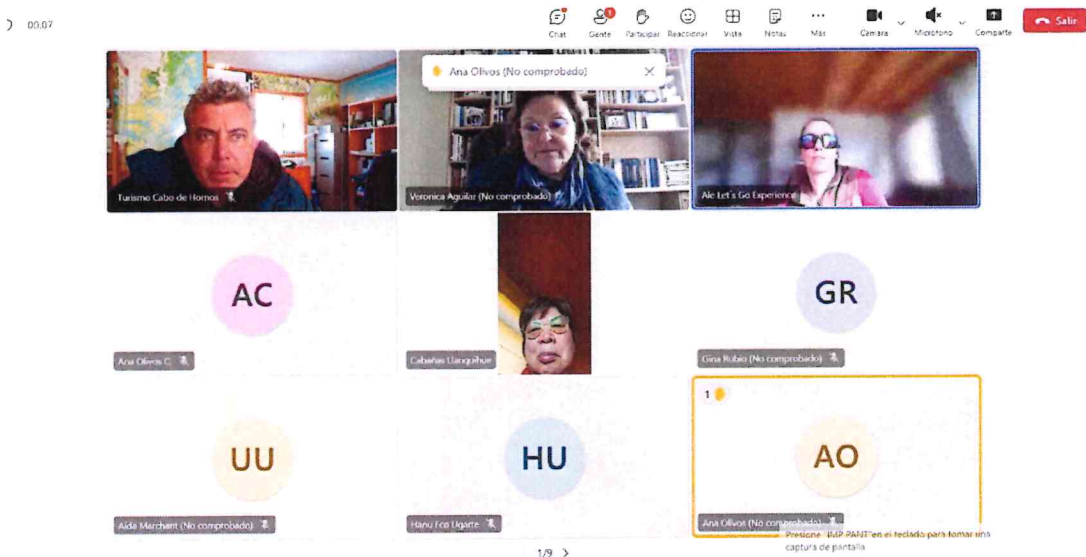 00:07
Chat
Gente
Participar
Reaccionar
Vista
Notas
Más
Cámara
Micrófono
Comparte
Salir
1
Ana Olivos (No comprobado)
Turismo Cabo de Hornos
Veronica Aguilar (No comprobado)
Ale Let's Go Experience
AC
GR
Ana Olivos C.
Cabañas Llanquihue
Gina Rubio (No comprobado)
1
UU
HU
AO
Aida Marchant (No comprobado)
Hanu Eco Ugarte
Ana Olivos (No comprobado)
Presione "IMP PANT" en el teclado para tomar una
captura de pantalla
1/9